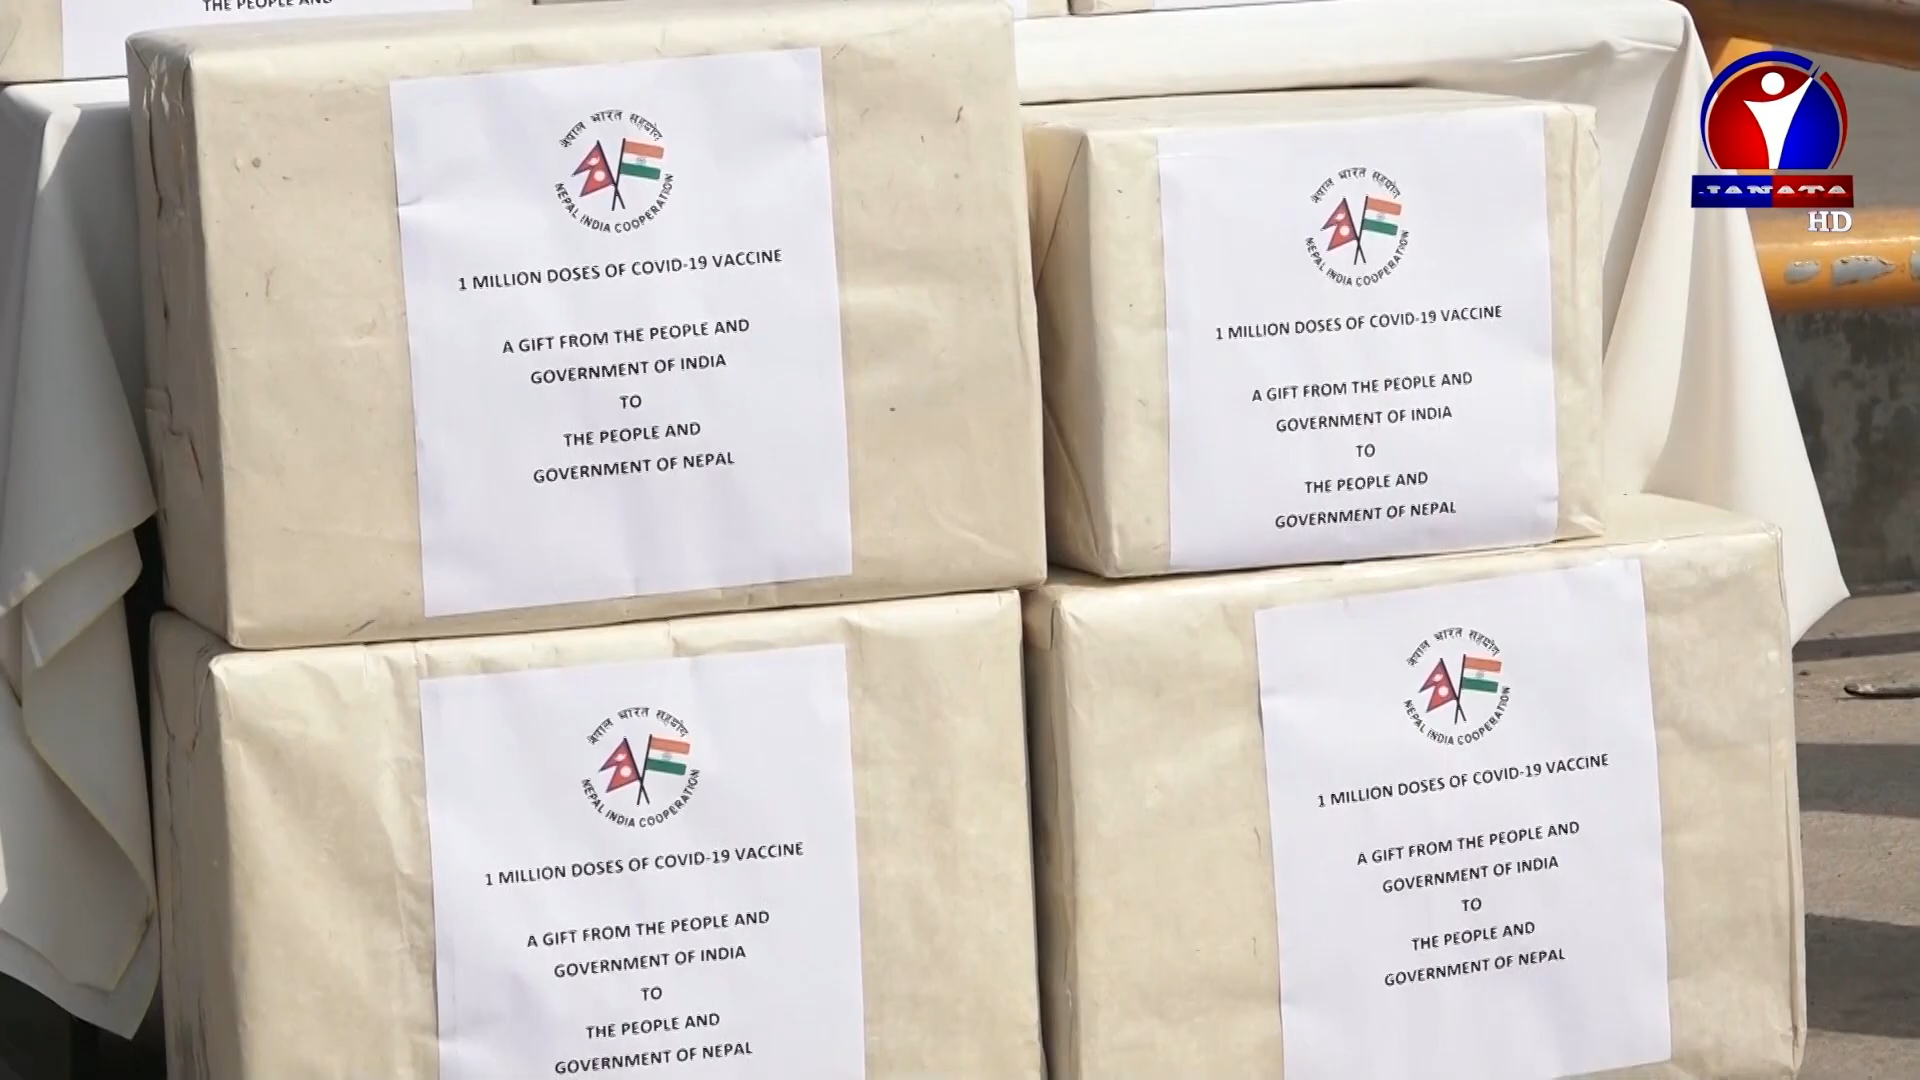 THE PEOPLE AND
नेपाल भारत सहयोग
NEPAL INDIA COOPERATION
1 MILLION DOSES OF COVID-19 VACCINE
A GIFT FROM THE PEOPLE AND
GOVERNMENT OF INDIA
TO
THE PEOPLE AND
GOVERNMENT OF NEPAL
नेपाल भारत सहयोग
NEPAL INDIA COOPERATION
1 MILLION DOSES OF COVID-19 VACCINE
A GIFT FROM THE PEOPLE AND
GOVERNMENT OF INDIA
TO
THE PEOPLE AND
GOVERNMENT OF NEPAL
JANATA
HD
नेपाल भारत सहयोग
NEPAL INDIA COOPERATION
1 MILLION DOSES OF COVID-19 VACCINE
A GIFT FROM THE PEOPLE AND
GOVERNMENT OF INDIA
TO
THE PEOPLE AND
GOVERNMENT OF NEPAL
नेपाल भारत सहयोग
NEPAL INDIA COOPERATION
1 MILLION DOSES OF COVID-19 VACCINE
A GIFT FROM THE PEOPLE AND
GOVERNMENT OF INDIA
TO
THE PEOPLE AND
GOVERNMENT OF NEPAL